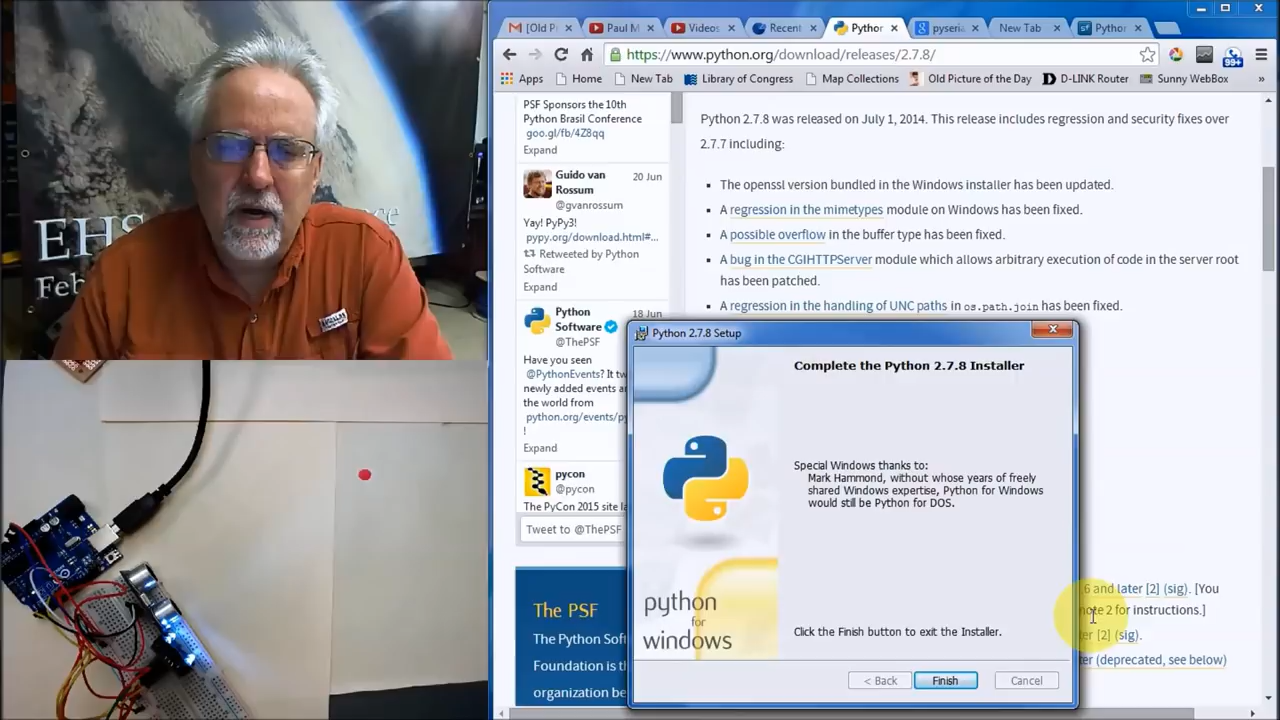 EHS
Feb
[Old P
Paul M
Videos
Recent
Python
pyseria
New Tab
Python
https://www.python.org/download/releases/2.7.8/
99+
Apps
Home
New Tab
Library of Congress
Map Collections
Old Picture of the Day
D-LINK Router
Sunny WebBox
»
PSF Sponsors the 10th
Python Brasil Conference
goo.gl/fb/4Z8qq
Expand
Guido van
Rossum
20 Jun
@gvanrossum
Yay! PyPy3!
pypy.org/download.html#...
Retweeted by Python
Software
Expand
Python
Software
18 Jun
@ThePSF
Have you seen
@PythonEvents? It tw
newly added events a
the world from
python.org/events/py
!
Expand
pycon
@pycon
The PyCon 2015 site la
Tweet to @ThePSF
The PSF
The Python Soft
Foundation is th
organization be
Python 2.7.8 was released on July 1, 2014. This release includes regression and security fixes over
2.7.7 including:
The openssl version bundled in the Windows installer has been updated.
A regression in the mimetypes module on Windows has been fixed.
A possible overflow in the buffer type has been fixed.
A bug in the CGIHTTPServer module which allows arbitrary execution of code in the server root
has been patched.
A regression in the handling of UNC paths in os.path.join has been fixed.
Python 2.7.8 Setup
Complete the Python 2.7.8 Installer
Special Windows thanks to:
Mark Hammond, without whose years of freely
shared Windows expertise, Python for Windows
would still be Python for DOS.
python
for
windows
Click the Finish button to exit the Installer.
< Back
Finish
Cancel
.6 and later [2] (sig). [You
note 2 for instructions.]
ter [2] (sig).
ter (deprecated, see below)